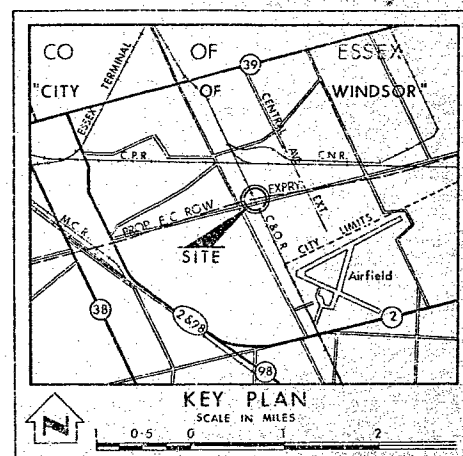 CO OF ESSEX
"CITY OF WINDSOR"
ESSEX TERMINAL
39
CENTRAL AVE. EXT.
C.P.R.
C.N.R.
PROP. E.C. ROW EXPRY.
M.C.R.
C.&O.R.
SITE
CITY LIMITS
Airfield
38
2&98
2
98
KEY PLAN
SCALE IN MILES
N
1 0·5 0 1 2